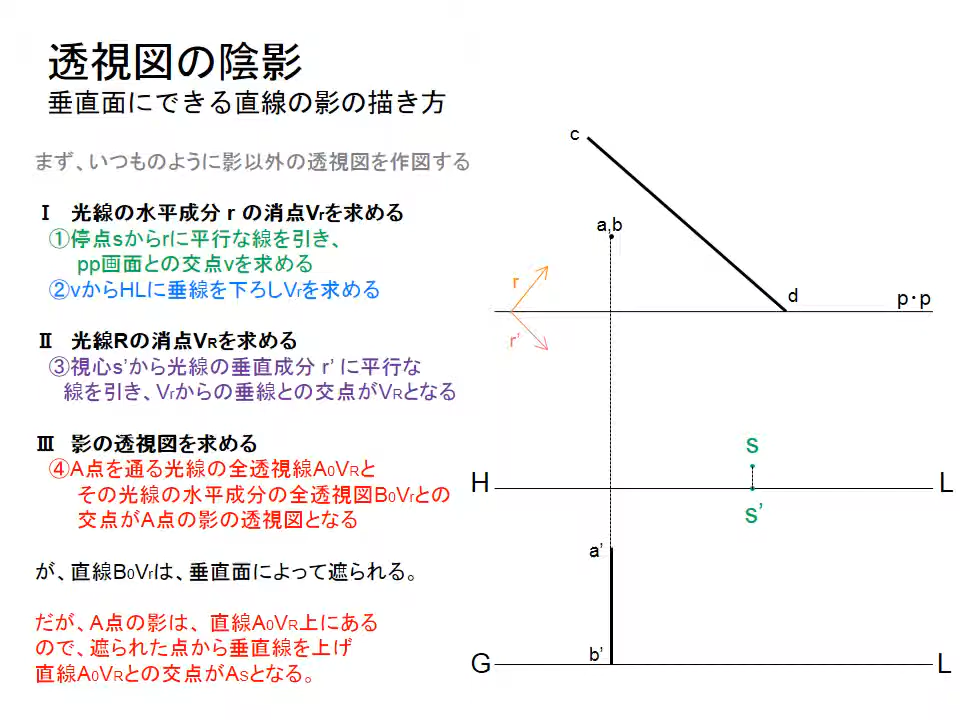 透視図の陰影
垂直面にできる直線の影の描き方
まず、いつものように影以外の透視図を作図する
Ⅰ 光線の水平成分 r の消点Vrを求める
①停点sからrに平行な線を引き、
pp画面との交点vを求める
②vからHLに垂線を下ろしVrを求める
Ⅱ 光線Rの消点VRを求める
③視心s’から光線の垂直成分 r’ に平行な
線を引き、Vrからの垂線との交点がVRとなる
Ⅲ 影の透視図を求める
④A点を通る光線の全透視線A0VRと
その光線の水平成分の全透視図B0Vrとの
交点がA点の影の透視図となる
が、直線B0Vrは、垂直面によって遮られる。
だが、A点の影は、直線A0VR上にある
ので、遮られた点から垂直線を上げ
直線A0VRとの交点がASとなる。
c
a,b
r
d
p・p
r’
s
H
L
s’
a’
b’
G
L